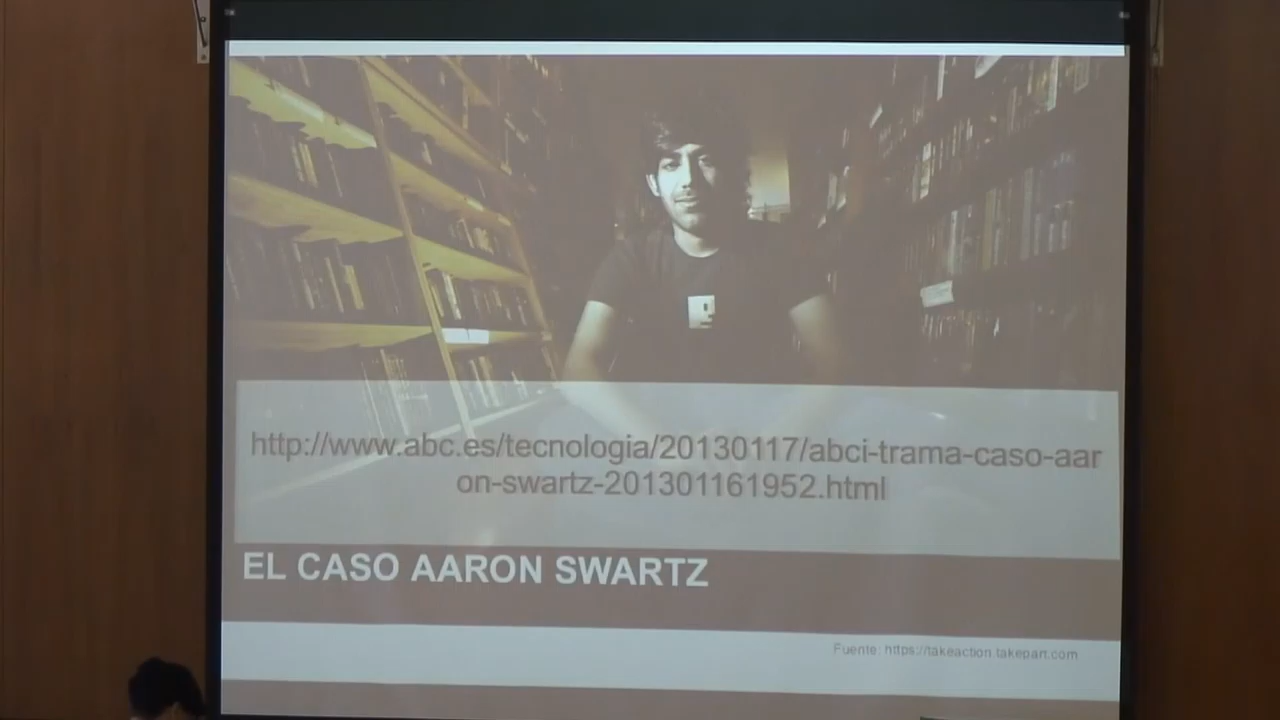 http://www.abc.es/tecnologia/20130117/abci-trama-caso-aar
on-swartz-201301161952.html
EL CASO AARON SWARTZ
Fuente: https://takeaction.takepart.com